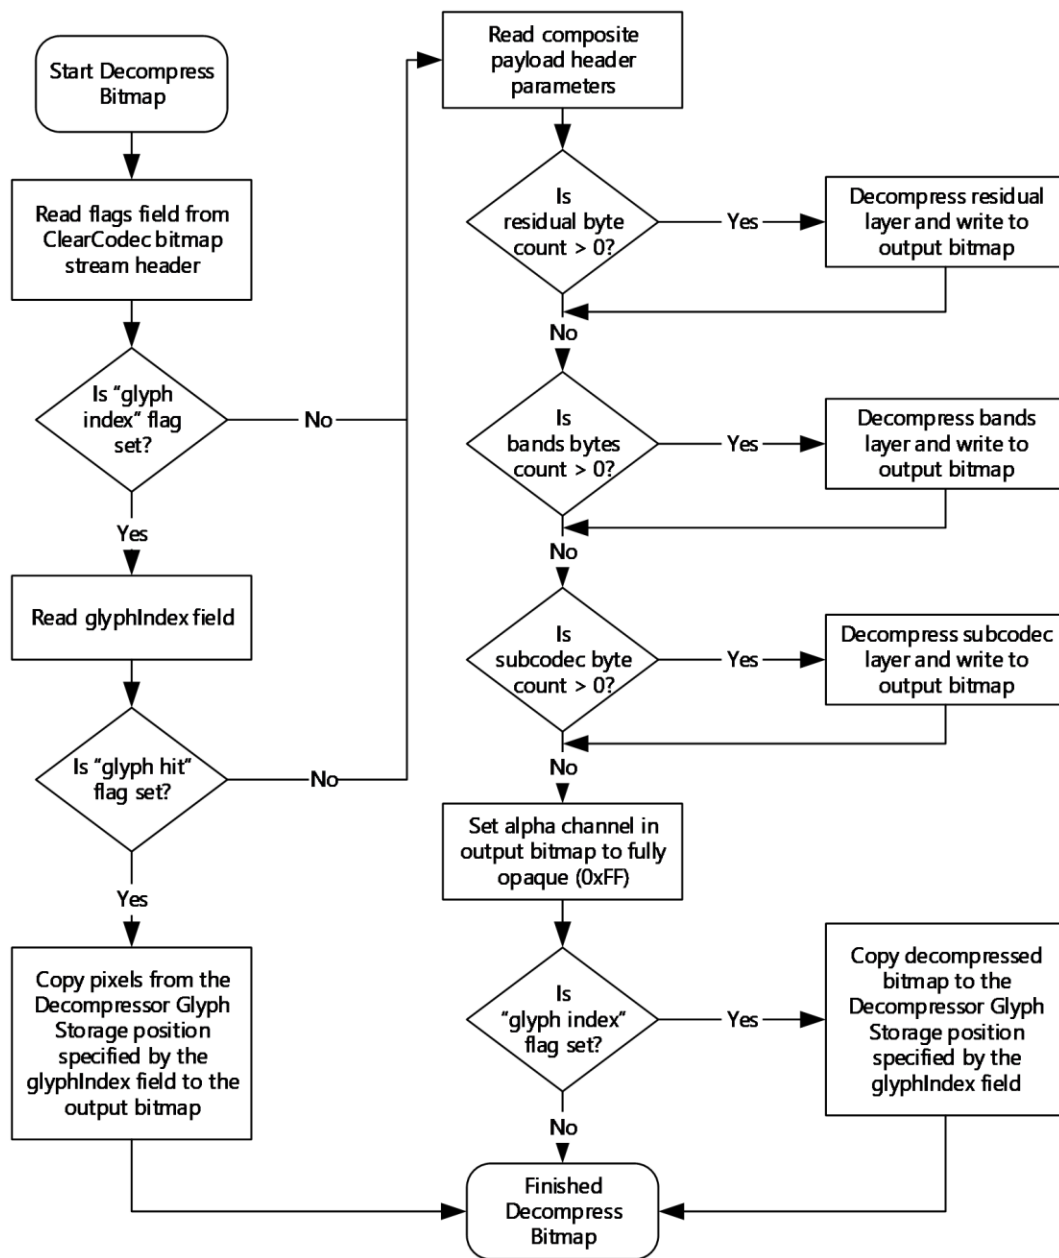 Start Decompress
Bitmap
Read flags field from
ClearCodec bitmap
stream header
Is “glyph
index” flag
set?
No
Yes
Read glyphIndex field
Is “glyph hit”
flag set?
No
Yes
Copy pixels from the
Decompressor Glyph
Storage position
specified by the
glyphIndex field to the
output bitmap
Read composite
payload header
parameters
Is
residual byte
count > 0?
Yes
Decompress residual
layer and write to
output bitmap
No
Is
bands bytes
count > 0?
Yes
Decompress bands
layer and write to
output bitmap
No
Is
subcodec byte
count > 0?
Yes
Decompress subcodec
layer and write to
output bitmap
No
Set alpha channel in
output bitmap to fully
opaque (0xFF)
Is
“glyph index”
flag set?
Yes
Copy decompressed
bitmap to the
Decompressor Glyph
Storage position
specified by the
glyphIndex field
No
Finished
Decompress
Bitmap